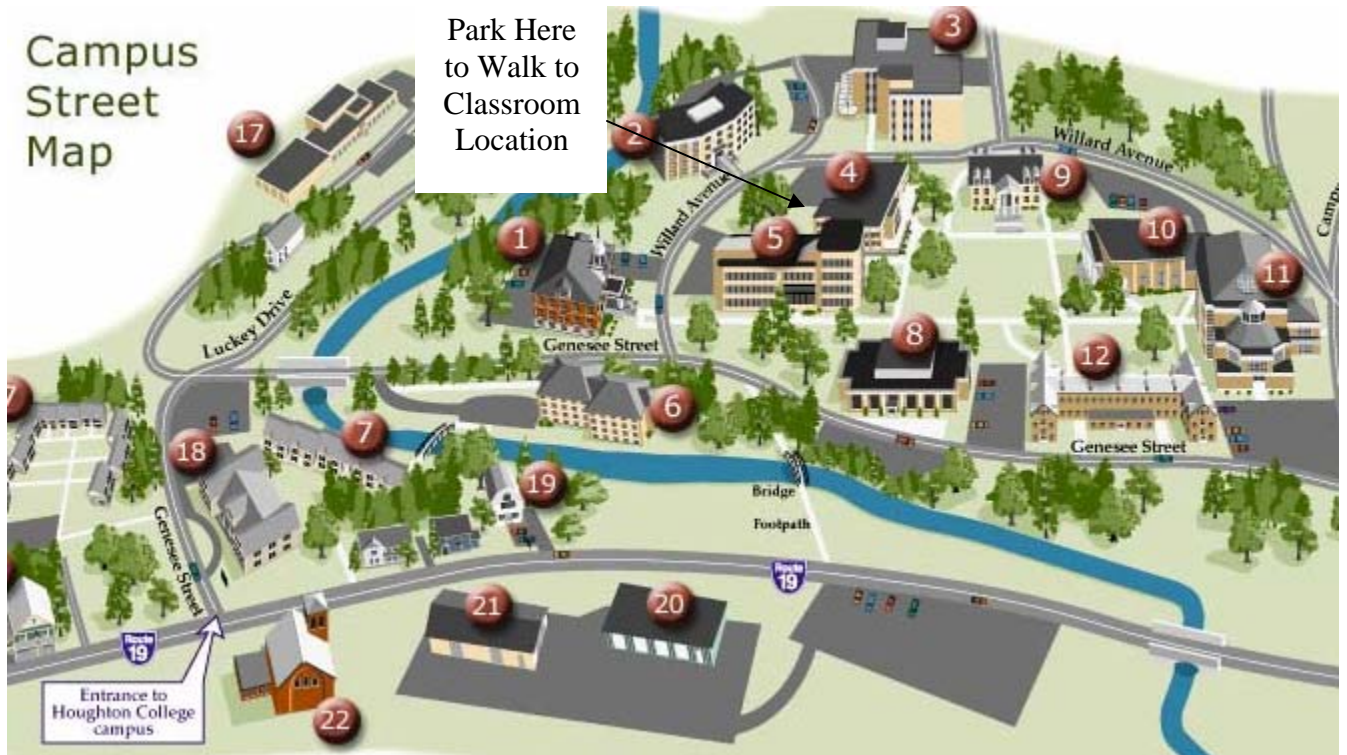 Campus
Street
Map
Park Here
to Walk to
Classroom
Location
3
17
2
Willard Avenue
4
9
1
Willard Avenue
5
10
11
Luckey Drive
Genesee Street
8
12
7
6
Genesee Street
18
7
19
Bridge
Footpath
Genesee Street
Route
19
21
20
Route
19
Entrance to
Houghton College
campus
22